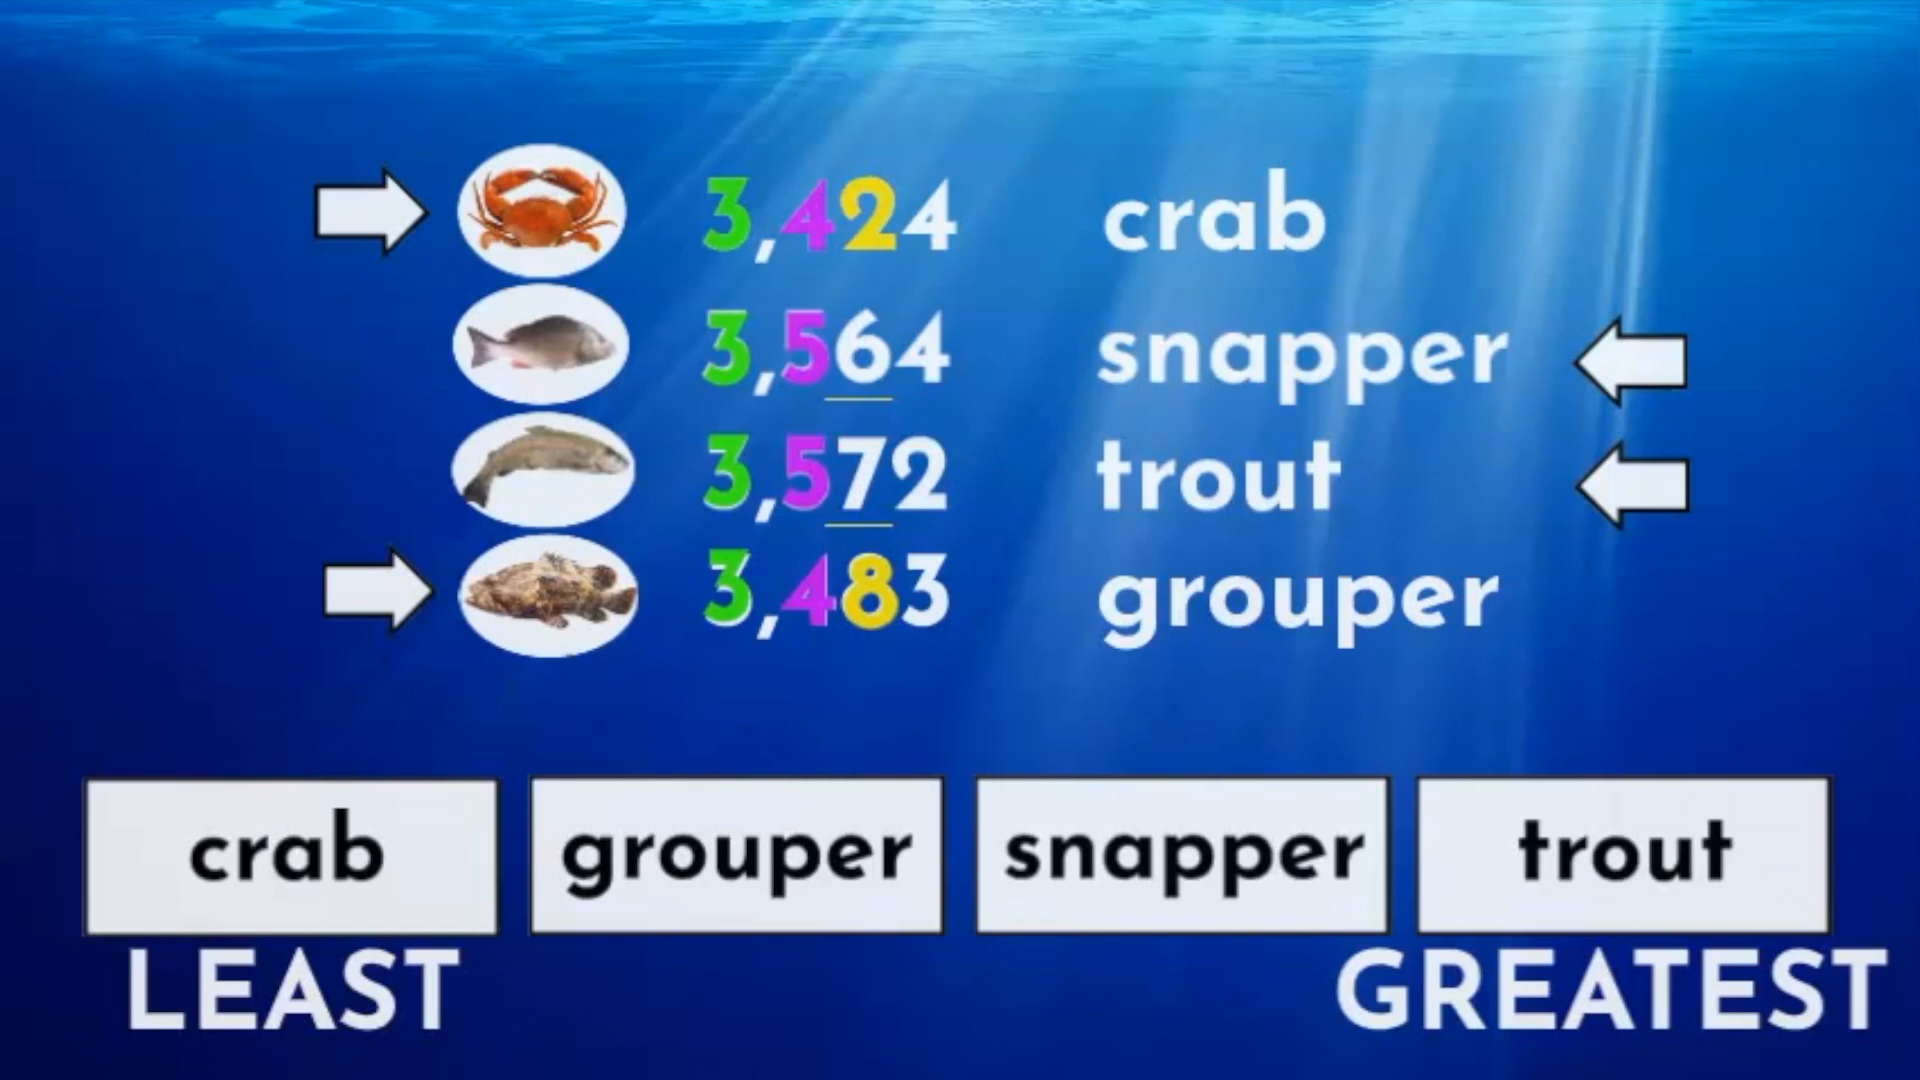 3,424 crab
3,564 snapper
3,572 trout
3,483 grouper
crab grouper snapper trout
LEAST GREATEST